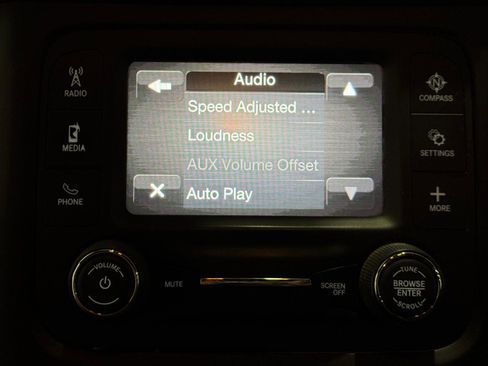 Audio
RADIO
Speed Adjusted ...
COMPASS
Loudness
MEDIA
SETTINGS
AUX Volume Offset
PHONE
Auto Play
MORE
VOLUME
MUTE
SCREEN
OFF
TUNE
BROWSE
ENTER
SCROLL